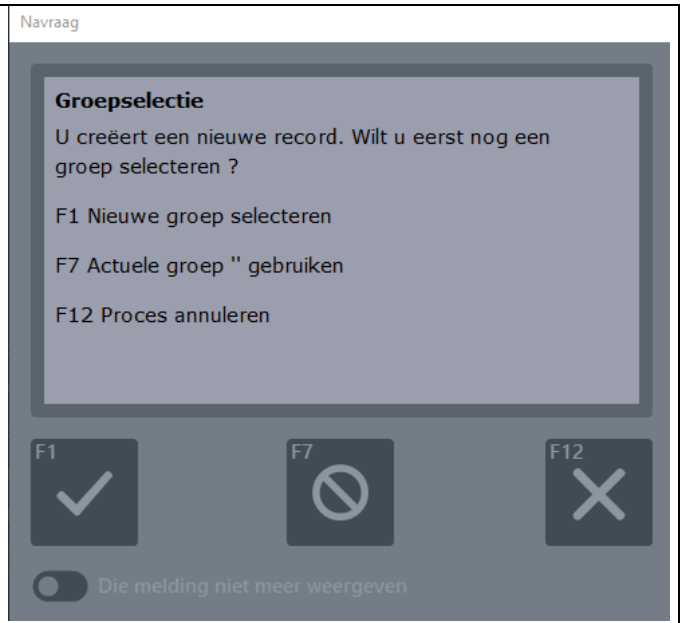 Navraag
Groepselectie
U creëert een nieuwe record. Wilt u eerst nog een
groep selecteren ?
F1 Nieuwe groep selecteren
F7 Actuele groep '' gebruiken
F12 Proces annuleren
F1
F7
F12
Die melding niet meer weergeven